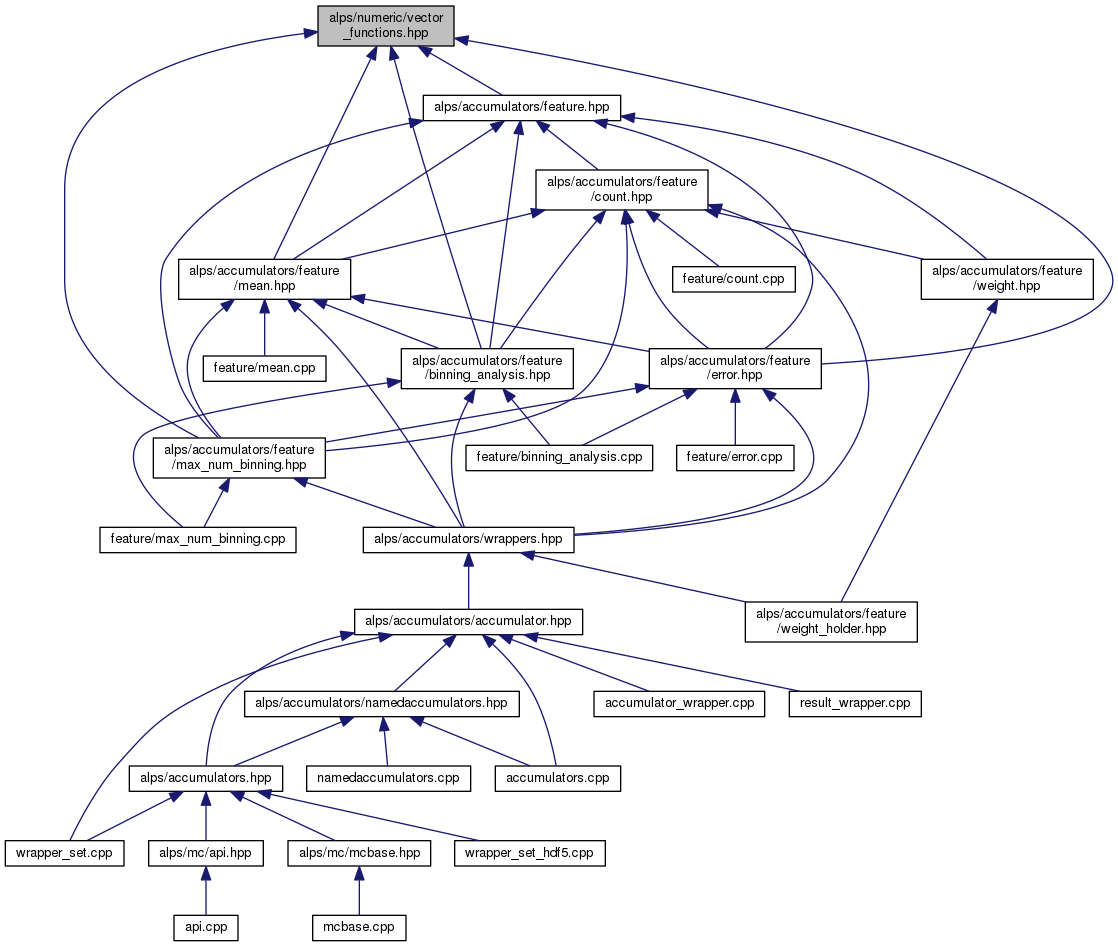 alps/numeric/vector
_functions.hpp
alps/accumulators/feature.hpp
alps/accumulators/feature
/count.hpp
alps/accumulators/feature
/mean.hpp
feature/count.cpp
alps/accumulators/feature
/weight.hpp
feature/mean.cpp
alps/accumulators/feature
/binning_analysis.hpp
alps/accumulators/feature
/error.hpp
alps/accumulators/feature
/max_num_binning.hpp
feature/binning_analysis.cpp
feature/error.cpp
feature/max_num_binning.cpp
alps/accumulators/wrappers.hpp
alps/accumulators/accumulator.hpp
alps/accumulators/feature
/weight_holder.hpp
alps/accumulators/namedaccumulators.hpp
accumulator_wrapper.cpp
result_wrapper.cpp
alps/accumulators.hpp
namedaccumulators.cpp
accumulators.cpp
wrapper_set.cpp
alps/mc/api.hpp
alps/mc/mcbase.hpp
wrapper_set_hdf5.cpp
api.cpp
mcbase.cpp